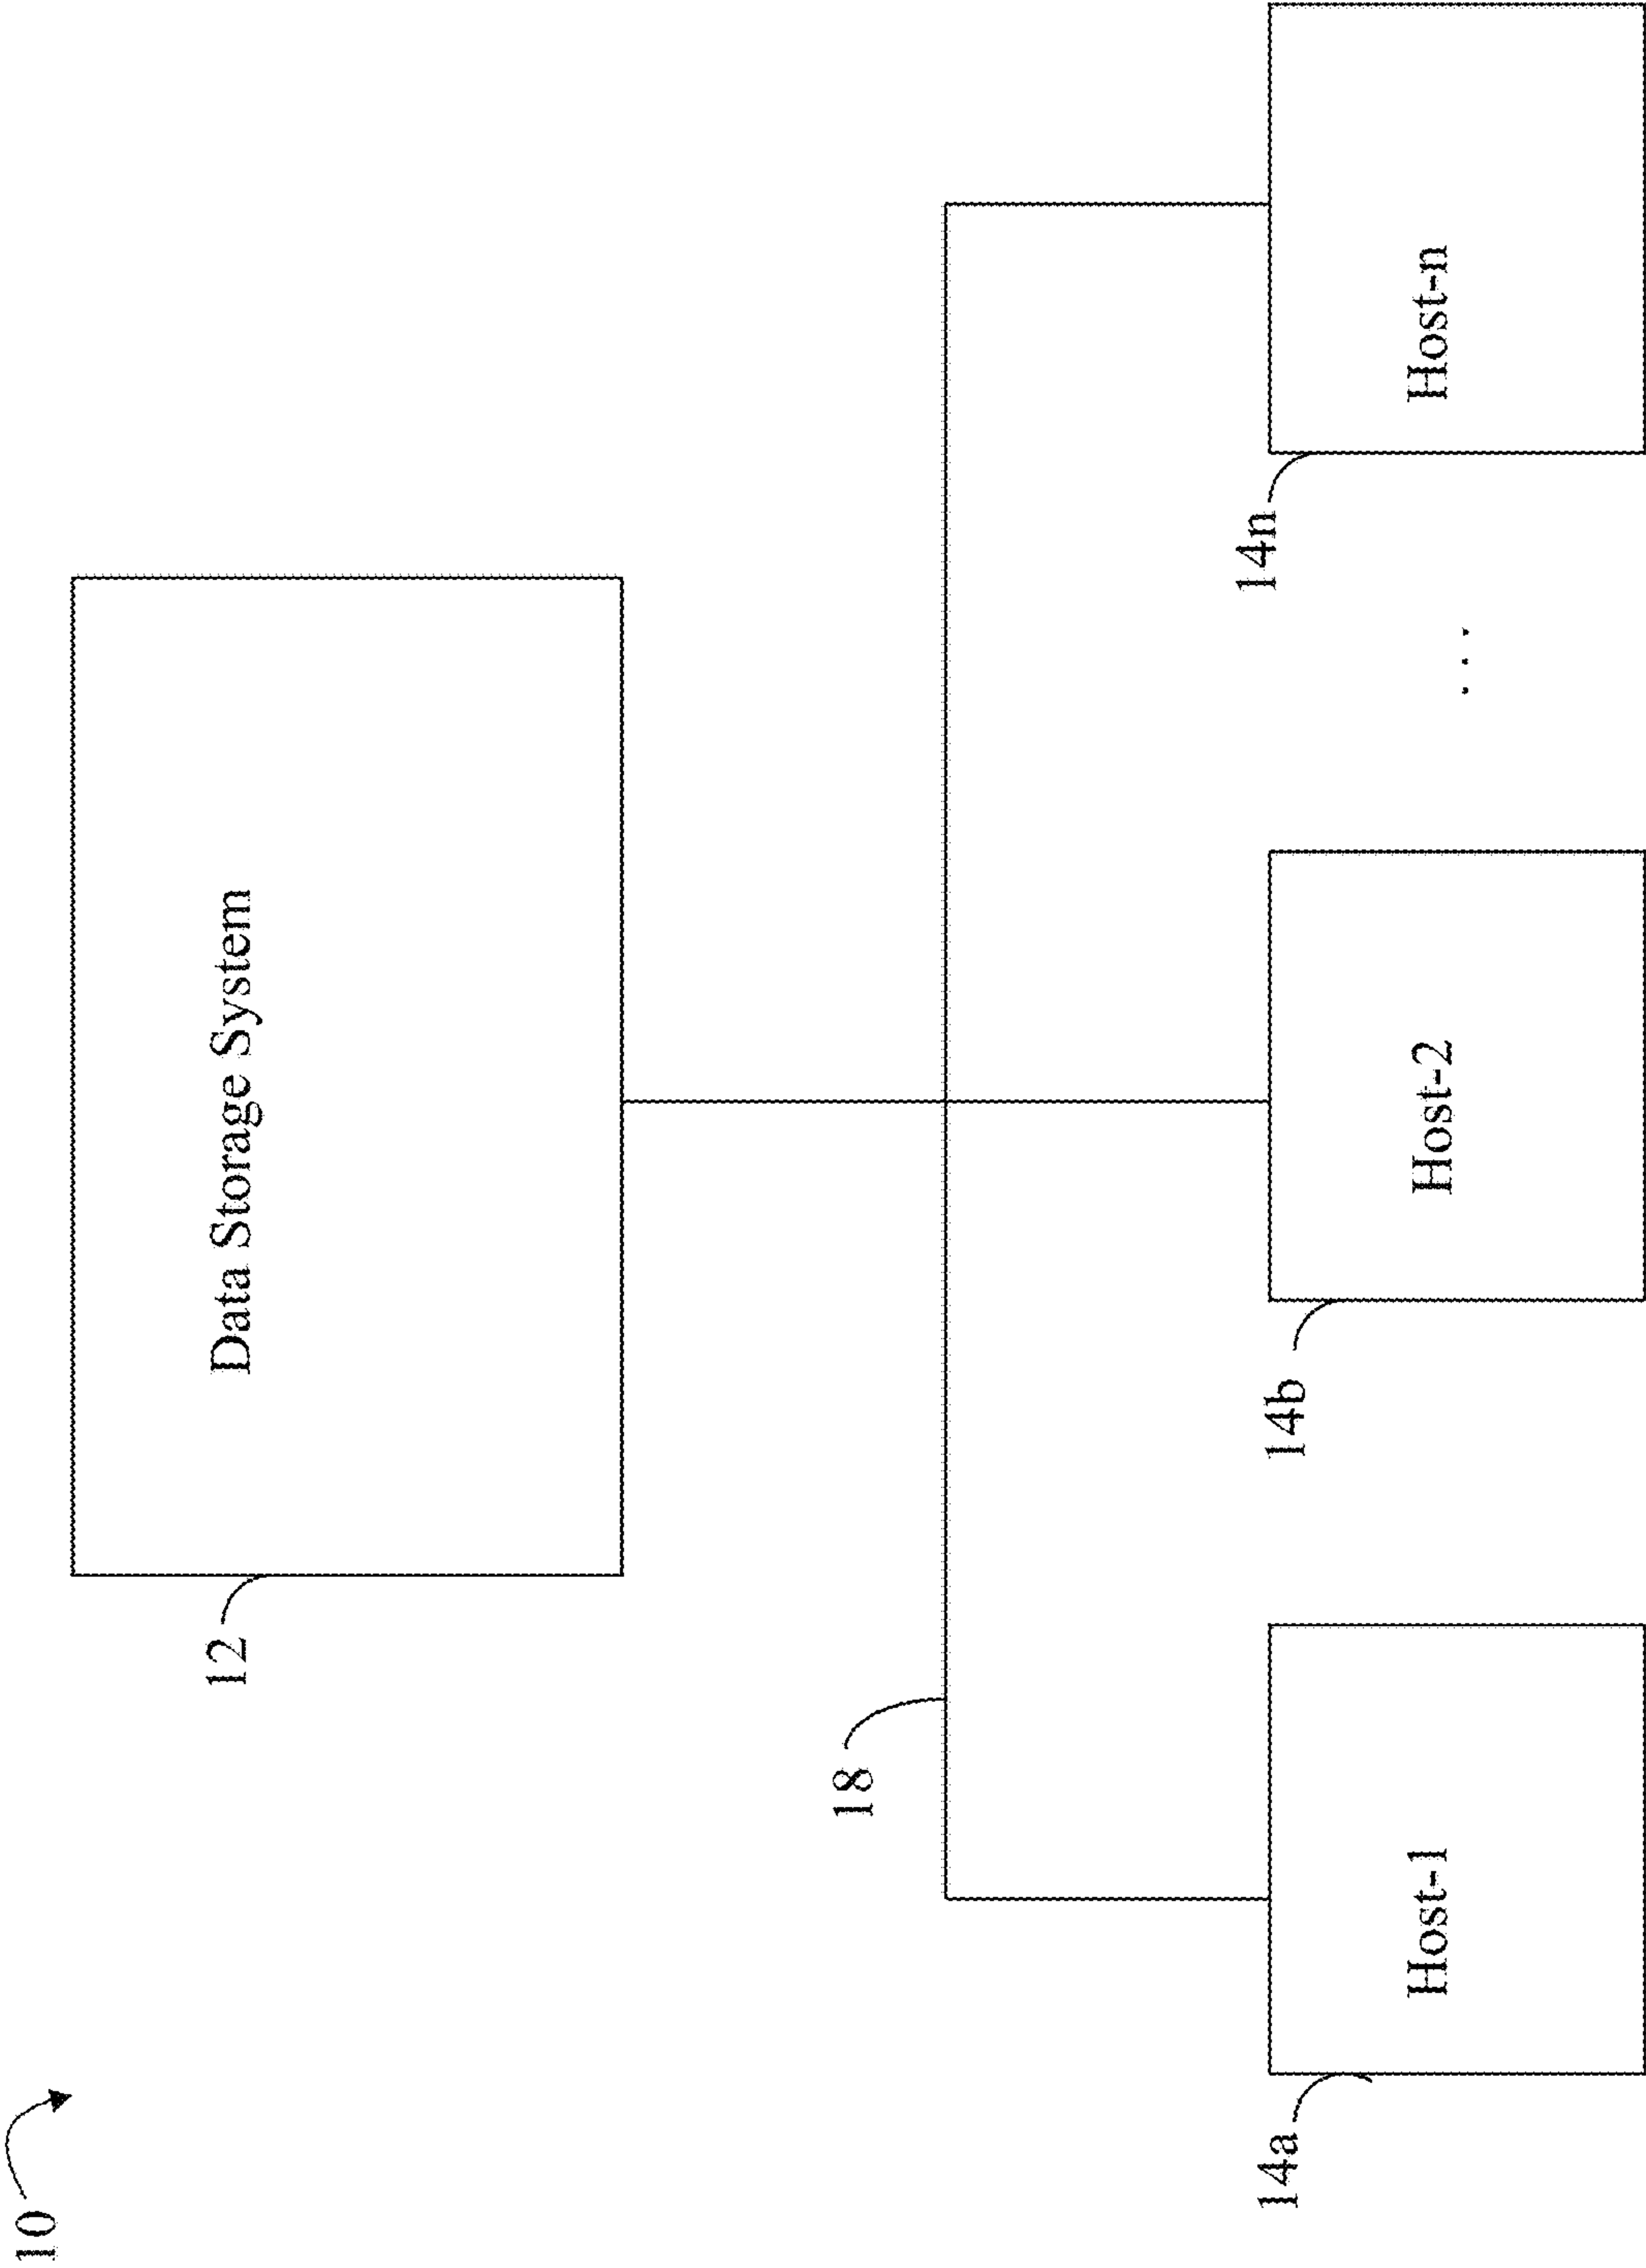 10
Data Storage System
12
18
Host-1
Host-2
. . .
Host-n
14a
14b
14n